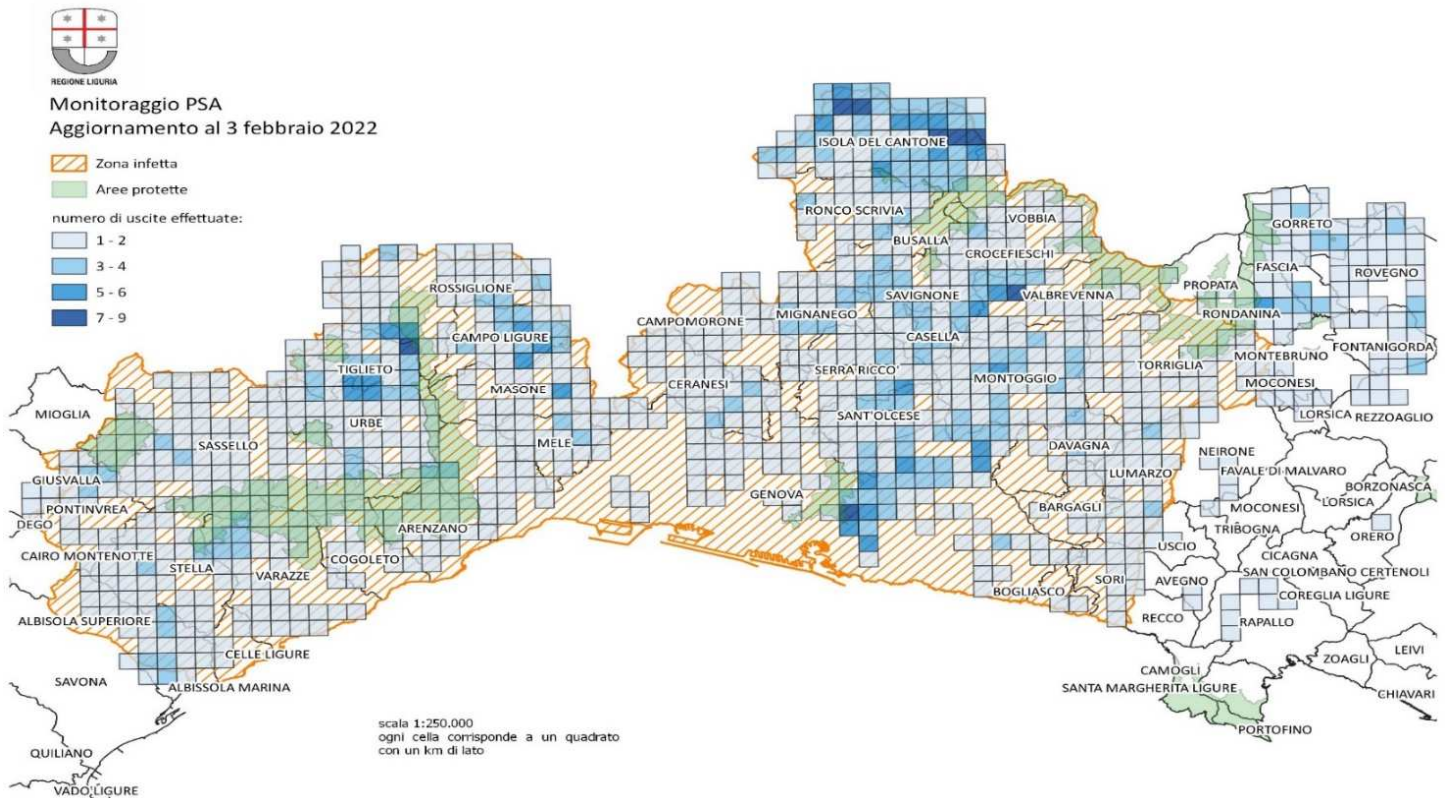 REGIONE LIGURIA
Monitoraggio PSA
Aggiornamento al 3 febbraio 2022
Zona infetta
Aree protette
numero di uscite effettuate:
1 - 2
3 - 4
5 - 6
7 - 9
ISOLA DEL CANTONE
RONCO SCRIVIA
VOBBIA
BUSALLA
CROCEFIESCHI
GORRETO
FASCIA
ROVEGNO
PROPATA
ROSSIGLIONE
SAVIGNONE
VALBREVENNA
RONDANINA
CAMPOMORONE
MIGNANEGO
CAMPO LIGURE
CASELLA
FONTANIGORDA
MONTEBRUNO
TIGLIETO
SERRA RICCO'
TORRIGLIA
MONTOGGIO
MOCONESI
CERANESI
MASONE
MIOGLIA
SANT'OLCESE
LORSICA
REZZOAGLIO
URBE
SASSELLO
MELE
DAVAGNA
NEIRONE
LUMARZO
FAVALE DI MALVARO
GIUSVALLA
BORZONASCA
GENOVA
LORSICA
PONTINVREA
BARGAGLI
MOCONESI
DEGO
ARENZANO
TRIBOGNA
ORERO
USCIO
CAIRO MONTENOTTE
CICAGNA
COGOLETO
STELLA
VARAZZE
SORI
AVEGNO
SAN COLOMBANO CERTENOLI
BOGLIASCO
COREGLIA LIGURE
ALBISOLA SUPERIORE
RECCO
RAPALLO
CELLE LIGURE
LEIVI
ZOAGLI
CAMOGLI
SAVONA
ALBISSOLA MARINA
SANTA MARGHERITA LIGURE
CHIAVARI
PORTOFINO
scala 1:250.000
ogni cella corrisponde a un quadrato
con un km di lato
QUILIANO
VADO LIGURE